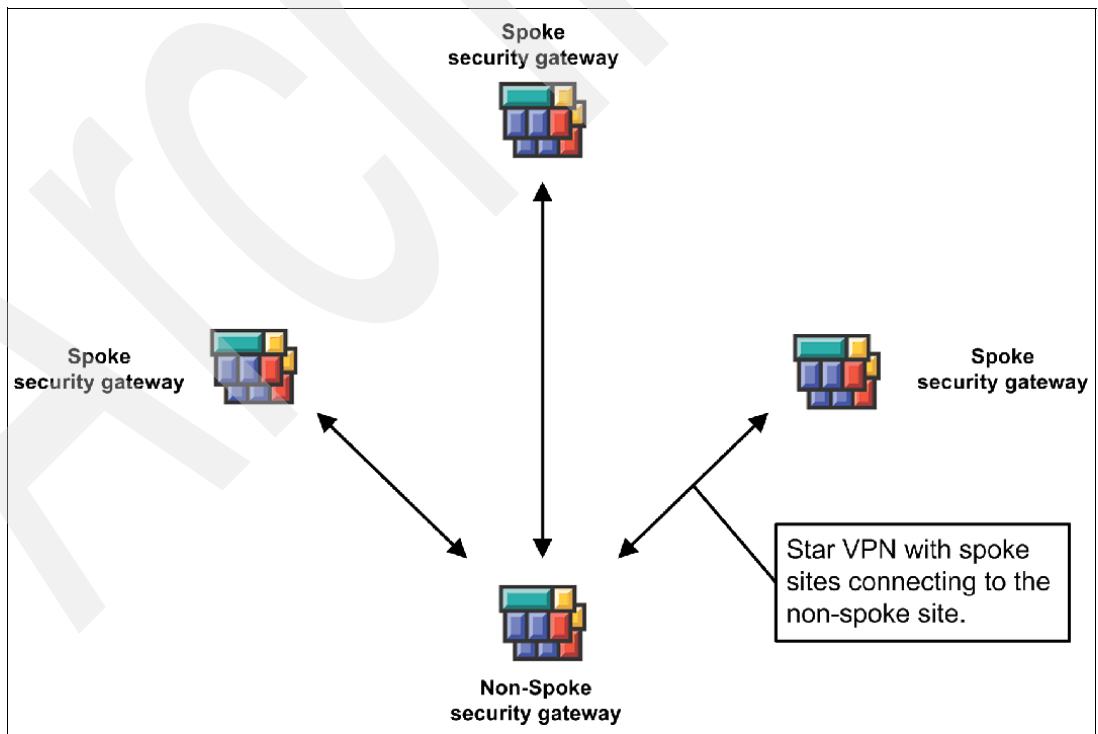 Spoke
security gateway
Spoke
security gateway
Spoke
security gateway
Star VPN with spoke
sites connecting to the
non-spoke site.
Non-Spoke
security gateway